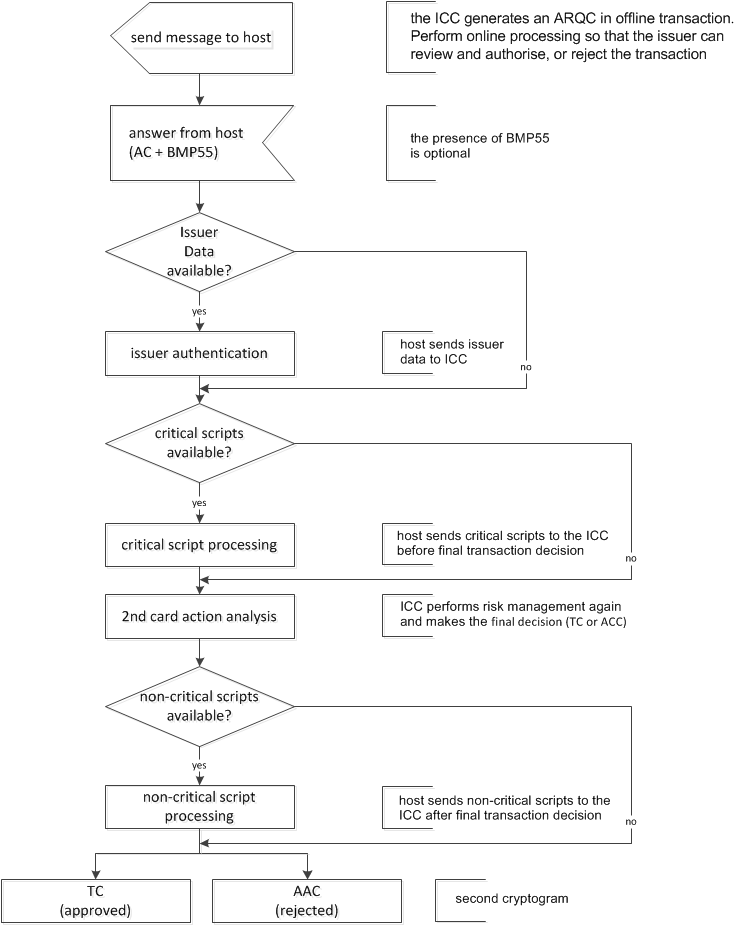 send message to host
the ICC generates an ARQC in offline transaction.
Perform online processing so that the issuer can
review and authorise, or reject the transaction
answer from host
(AC + BMP55)
the presence of BMP55
is optional
Issuer
Data
available?
yes
issuer authentication
host sends issuer
data to ICC
no
critical scripts
available?
yes
critical script processing
host sends critical scripts to the ICC
before final transaction decision
no
2nd card action analysis
ICC performs risk management again
and makes the final decision (TC or ACC)
non-critical scripts
available?
yes
non-critical script
processing
host sends non-critical scripts to the
ICC after final transaction decision
no
TC
(approved)
AAC
(rejected)
second cryptogram